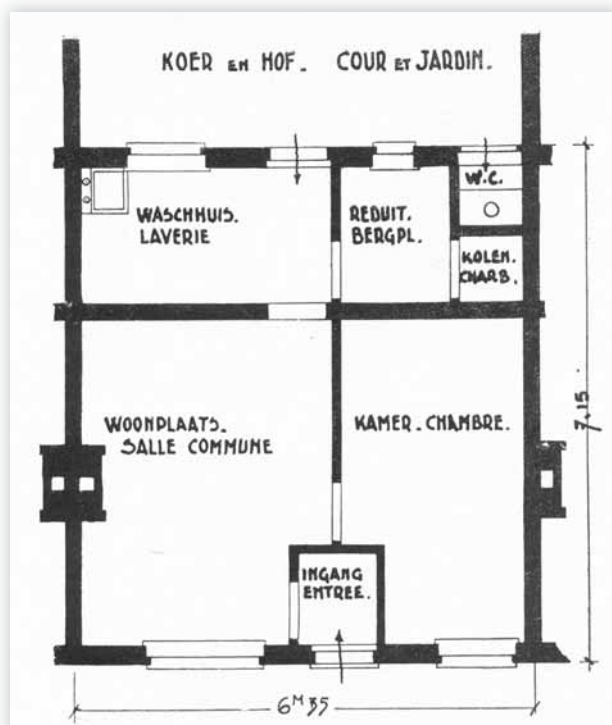 KOER EN HOF. COUR ET JARDIN.
W.C.
WASCHHUIS.
LAVERIE
REDUIT.
BERGPL.
KOLEN.
CHARB.
WOONPLAATS.
SALLE COMMUNE
KAMER.CHAMBRE.
7,15
INGANG
ENTREE.
6M35